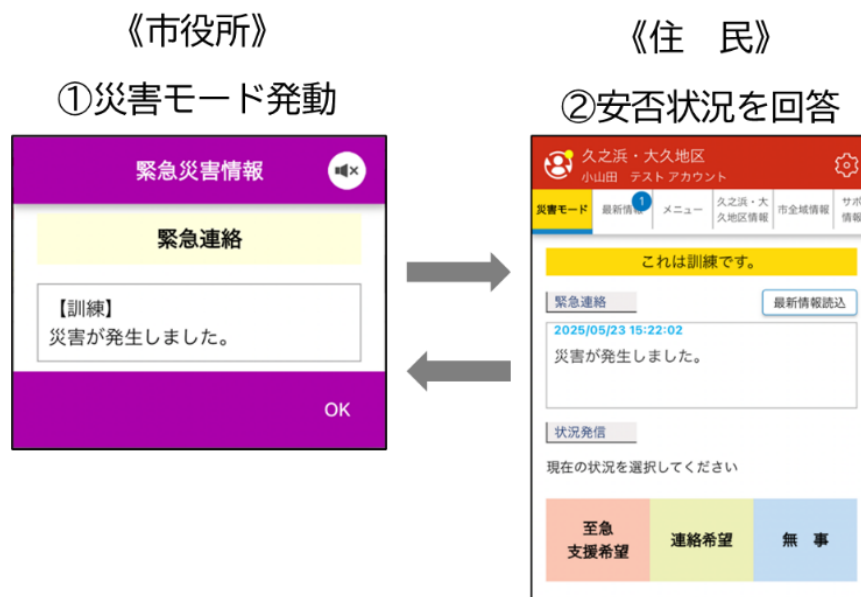 《市役所》
①災害モード発動
緊急災害情報
緊急連絡
【訓練】
災害が発生しました。
OK
《住　民》
②安否状況を回答
久之浜・大久地区
小山田　テスト アカウント
災害モード
最新情報
1
メニュー
久之浜・大
久地区情報
市全域情報
サポ
情報
これは訓練です。
緊急連絡
最新情報読込
2025/05/23 15:22:02
災害が発生しました。
状況発信
現在の状況を選択してください
至急
支援希望
連絡希望
無　事